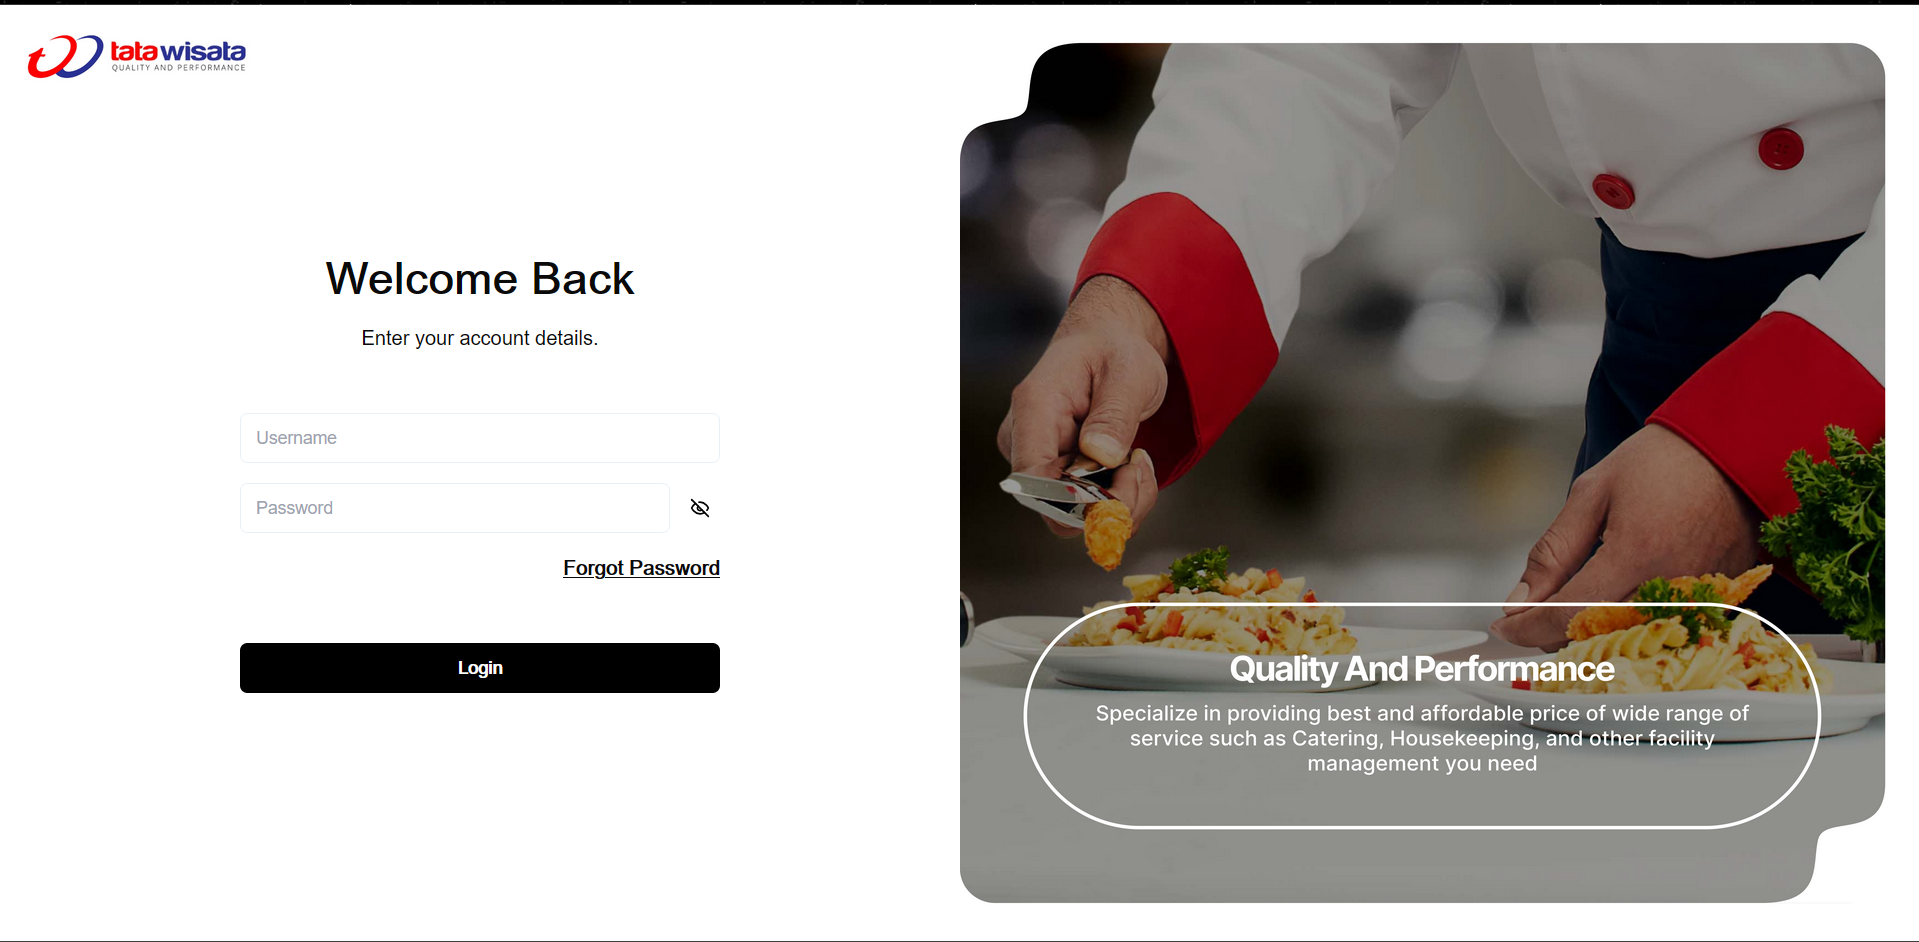 tata wisata
QUALITY AND PERFORMANCE
Welcome Back
Enter your account details.
Username
Password
Forgot Password
Login
Quality And Performance
Specialize in providing best and affordable price of wide range of
service such as Catering, Housekeeping, and other facility
management you need